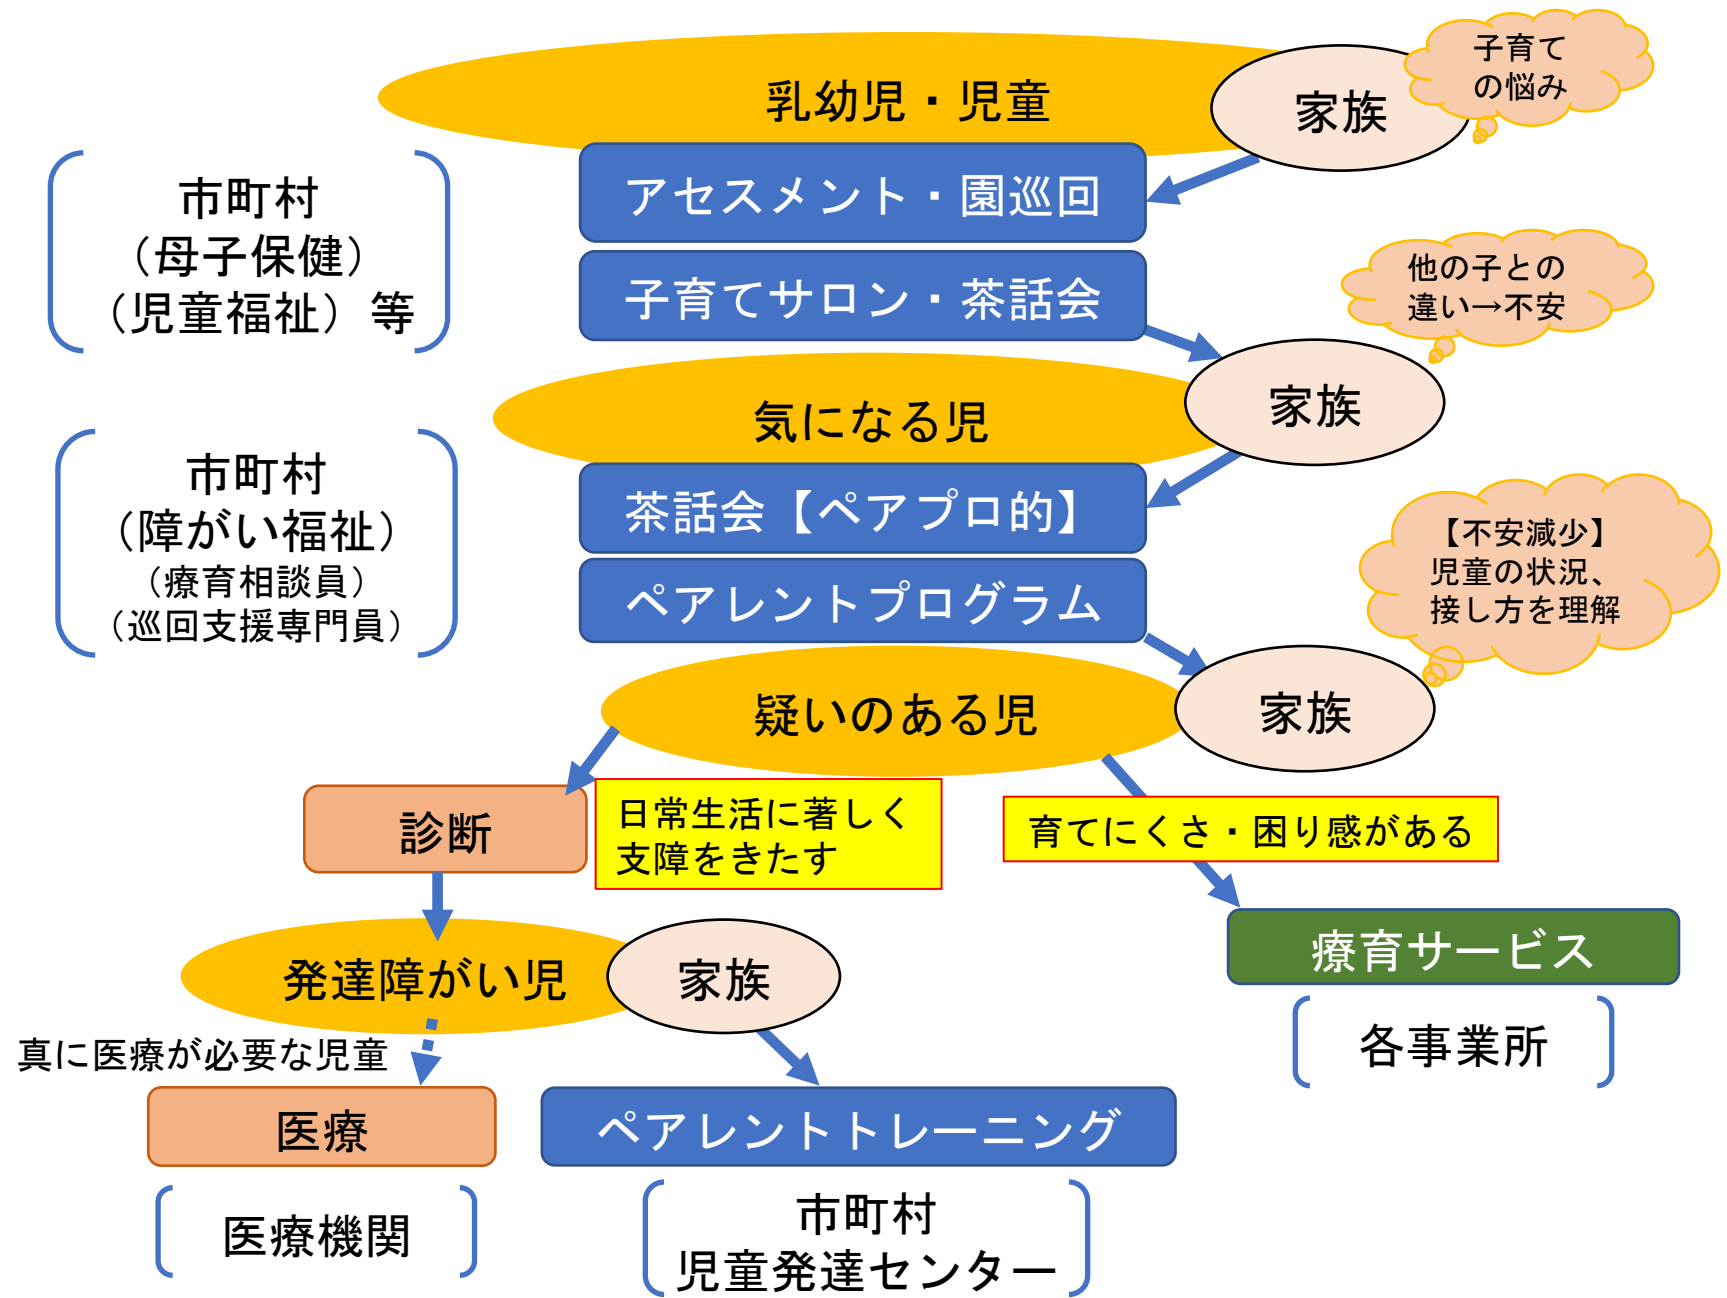 乳幼児・児童
家族
子育て
の悩み
市町村
（母子保健）
（児童福祉）等
アセスメント・園巡回
子育てサロン・茶話会
他の子との
違い→不安
気になる児
家族
市町村
（障がい福祉）
（療育相談員）
（巡回支援専門員）
茶話会【ペアプロ的】
ペアレントプログラム
【不安減少】
児童の状況、
接し方を理解
疑いのある児
家族
診断
日常生活に著しく
支障をきたす
育てにくさ・困り感がある
発達障がい児
家族
療育サービス
各事業所
真に医療が必要な児童
医療
ペアレントトレーニング
医療機関
市町村
児童発達センター